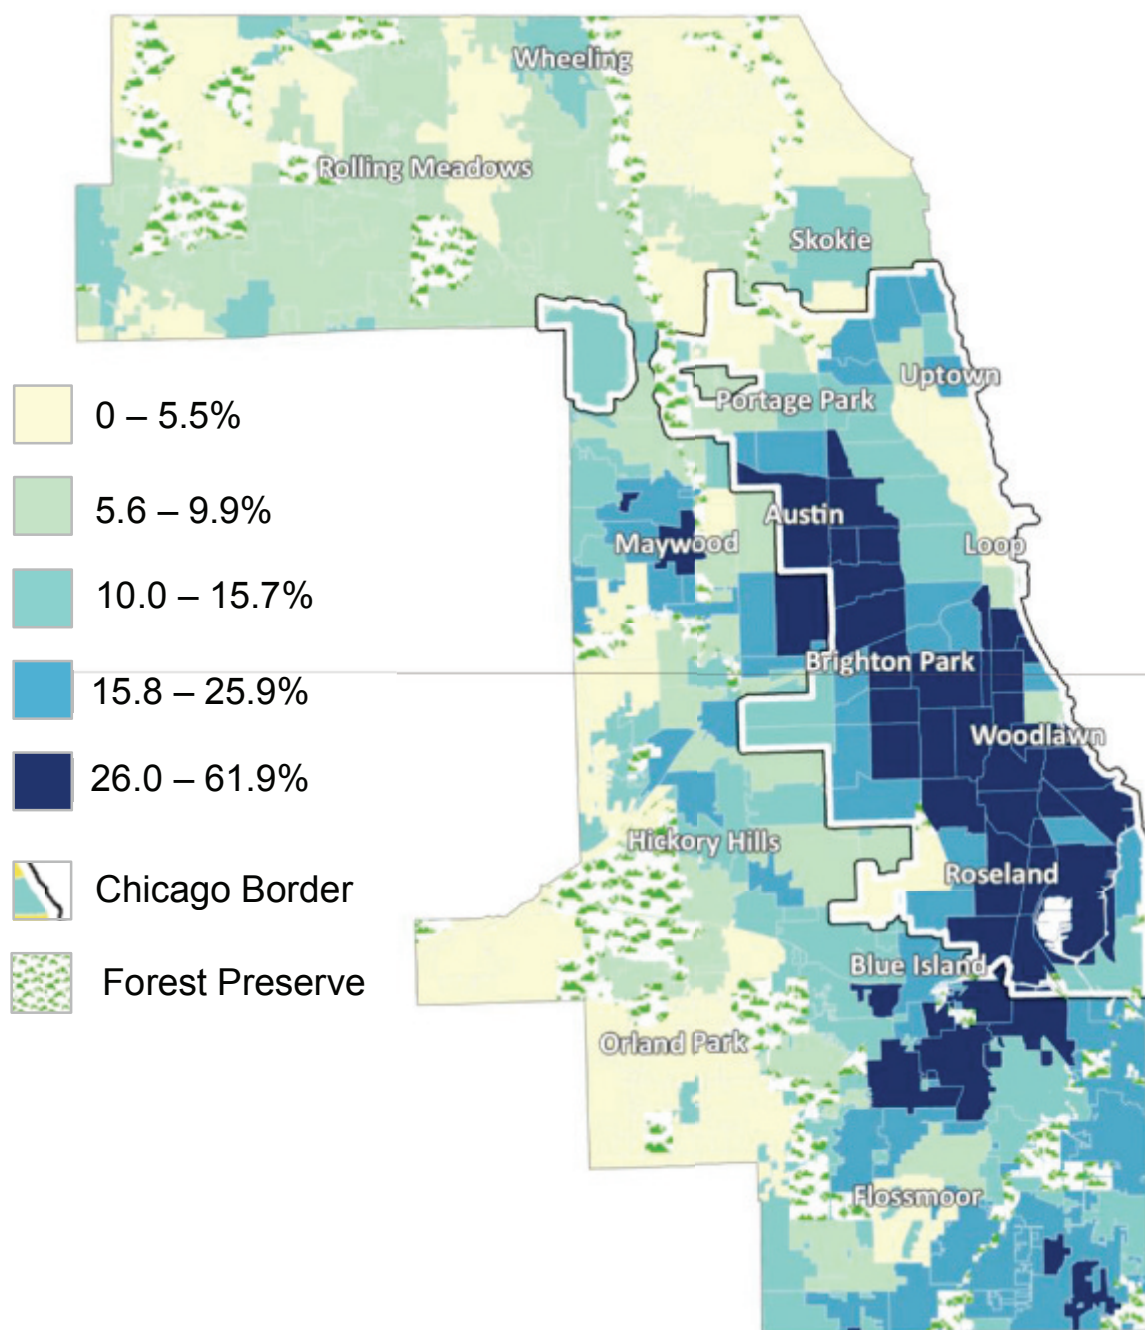 Wheeling
Rolling Meadows
Skokie
Uptown
0 – 5.5%
Portage Park
5.6 – 9.9%
Austin
Maywood
Loop
10.0 – 15.7%
Brighton Park
15.8 – 25.9%
Woodlawn
26.0 – 61.9%
Hickory Hills
Roseland
Chicago Border
Blue Island
Forest Preserve
Orland Park
Flossmoor